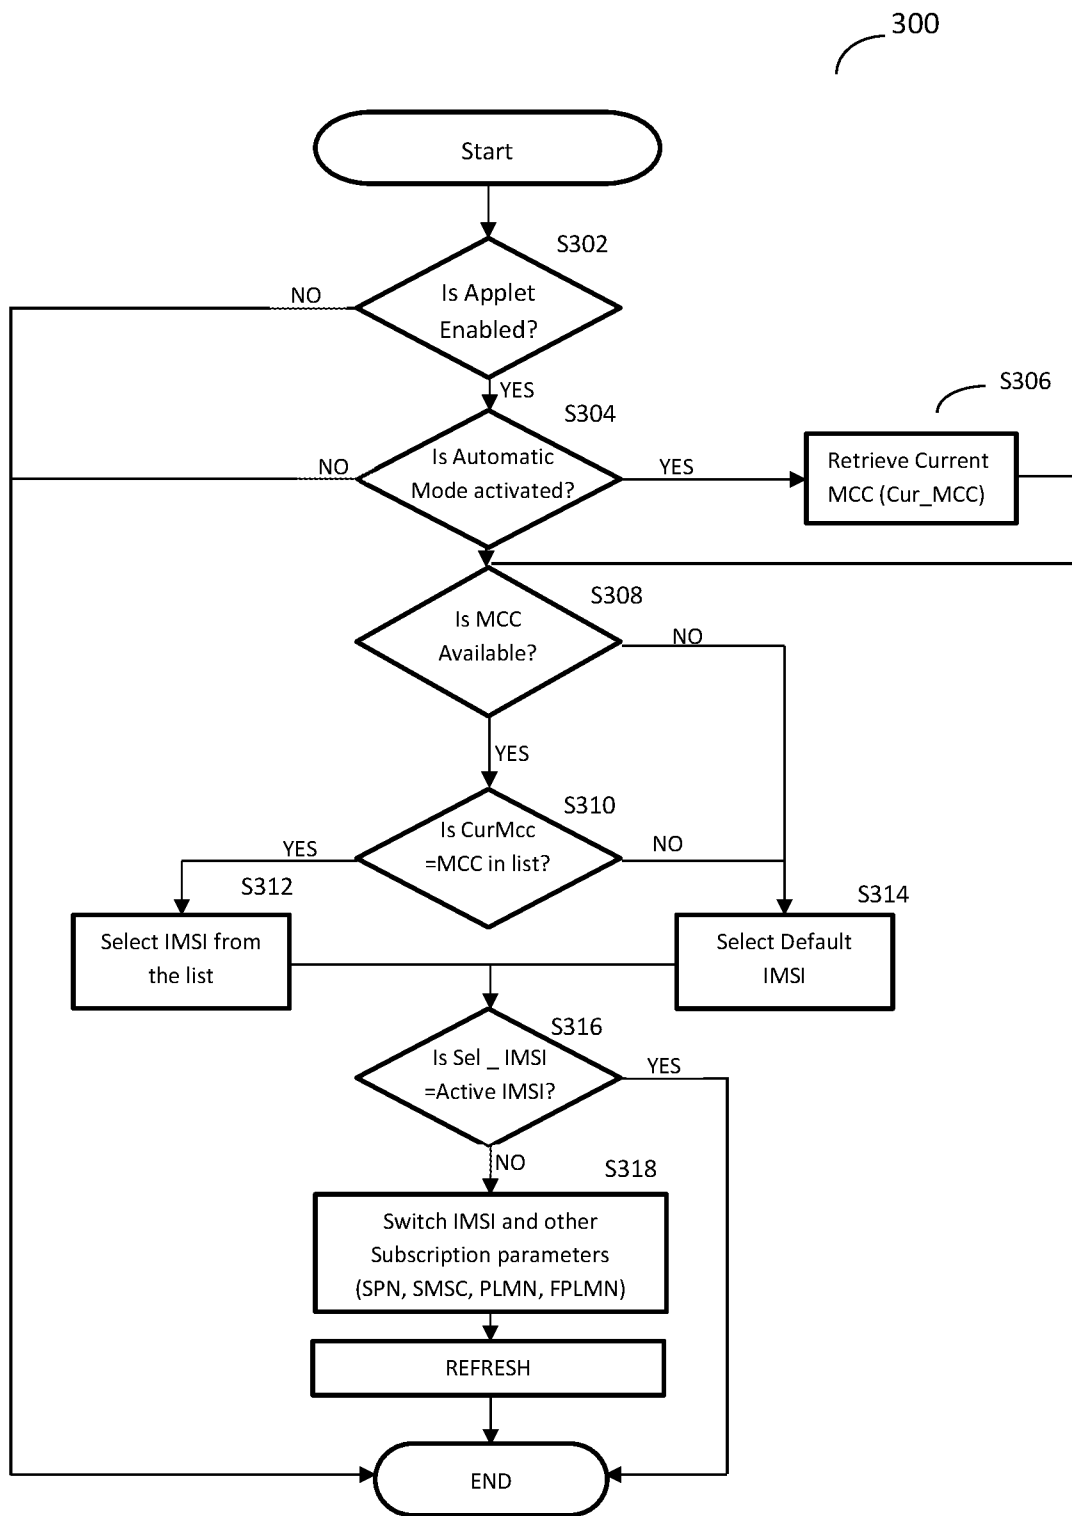 300
Start
S302
Is Applet
Enabled?
NO
YES
S304
Is Automatic
Mode activated?
NO
YES
S306
Retrieve Current
MCC (Cur_MCC)
S308
Is MCC
Available?
NO
YES
S310
Is CurMcc
=MCC in list?
YES
NO
S312
Select IMSI from
the list
S314
Select Default
IMSI
S316
Is Sel _ IMSI
=Active IMSI?
YES
NO
S318
Switch IMSI and other
Subscription parameters
(SPN, SMSC, PLMN, FPLMN)
REFRESH
END